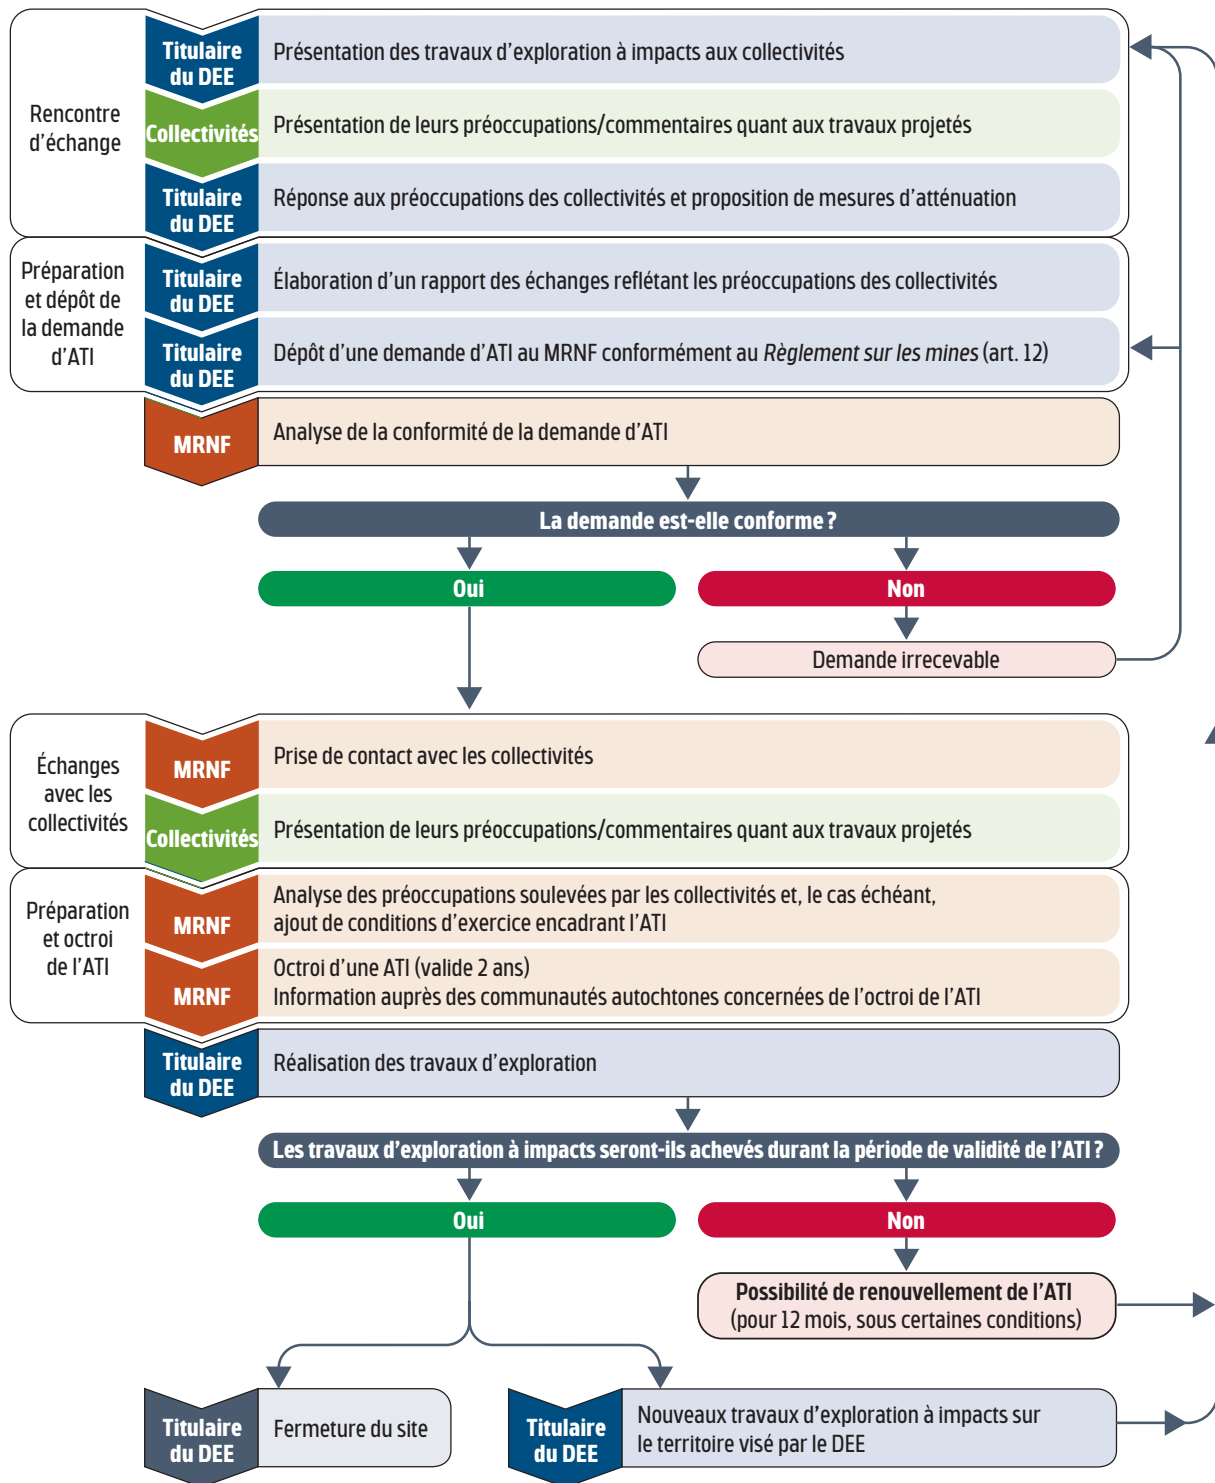 Rencontre
d'échange
Titulaire
du DEE
Présentation des travaux d'exploration à impacts aux collectivités
Collectivités
Présentation de leurs préoccupations/commentaires quant aux travaux projetés
Titulaire
du DEE
Réponse aux préoccupations des collectivités et proposition de mesures d'atténuation
Préparation
et dépôt de
la demande
d'ATI
Titulaire
du DEE
Élaboration d'un rapport des échanges reflétant les préoccupations des collectivités
Titulaire
du DEE
Dépôt d'une demande d'ATI au MRNF conformément au Règlement sur les mines (art. 12)
MRNF
Analyse de la conformité de la demande d'ATI
La demande est-elle conforme ?
Oui
Non
Demande irrecevable
Échanges
avec les
collectivités
MRNF
Prise de contact avec les collectivités
Collectivités
Présentation de leurs préoccupations/commentaires quant aux travaux projetés
Préparation
et octroi
de l'ATI
MRNF
Analyse des préoccupations soulevées par les collectivités et, le cas échéant,
ajout de conditions d'exercice encadrant l'ATI
MRNF
Octroi d'une ATI (valide 2 ans)
Information auprès des communautés autochtones concernées de l'octroi de l'ATI
Titulaire
du DEE
Réalisation des travaux d'exploration
Les travaux d'exploration à impacts seront-ils achevés durant la période de validité de l'ATI ?
Oui
Non
Possibilité de renouvellement de l'ATI
(pour 12 mois, sous certaines conditions)
Titulaire
du DEE
Fermeture du site
Titulaire
du DEE
Nouveaux travaux d'exploration à impacts sur
le territoire visé par le DEE